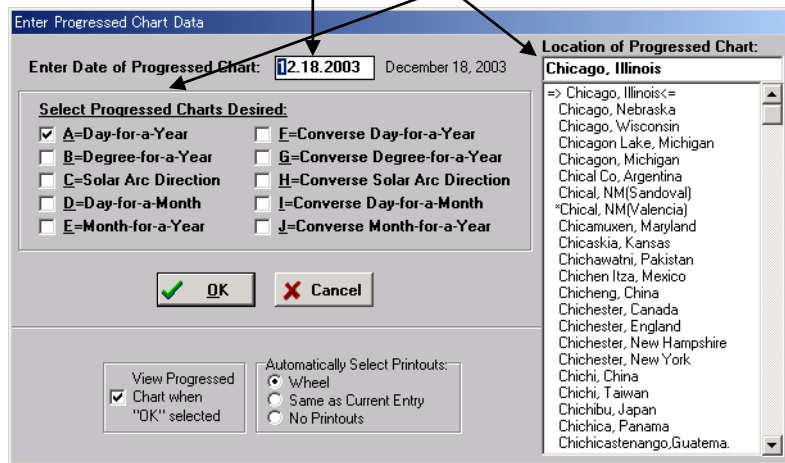 Enter Progressed Chart Data
Enter Date of Progressed Chart: 12.18.2003 December 18, 2003
Select Progressed Charts Desired:
A=Day-for-a-Year
B=Degree-for-a-Year
C=Solar Arc Direction
D=Day-for-a-Month
E=Month-for-a-Year
F=Converse Day-for-a-Year
G=Converse Degree-for-a-Year
H=Converse Solar Arc Direction
I=Converse Day-for-a-Month
J=Converse Month-for-a-Year
OK
Cancel
View Progressed
Chart when
"OK" selected
Automatically Select Printouts:
Wheel
Same as Current Entry
No Printouts
Location of Progressed Chart:
Chicago, Illinois
=> Chicago, Illinois<=
Chicago, Nebraska
Chicago, Wisconsin
Chicagon Lake, Michigan
Chicagon, Michigan
Chical Co, Argentina
Chical, NM(Sandoval)
*Chical, NM(Valencia)
Chicamuxen, Maryland
Chicaskia, Kansas
Chichawatni, Pakistan
Chichen Itza, Mexico
Chicheng, China
Chichester, Canada
Chichester, England
Chichester, New Hampshire
Chichester, New York
Chichi, China
Chichi, Taiwan
Chichibu, Japan
Chichica, Panama
Chichicastenango,Guatema.